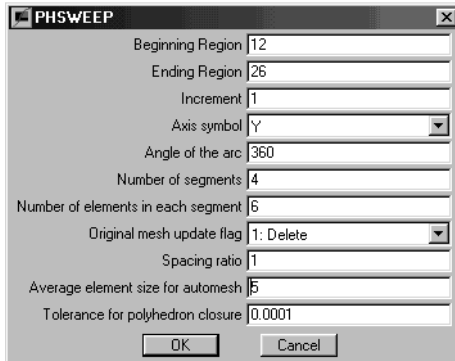 PHSWEEP
Beginning Region 12
Ending Region 26
Increment 1
Axis symbol Y
Angle of the arc 360
Number of segments 4
Number of elements in each segment 6
Original mesh update flag 1: Delete
Spacing ratio 1
Average element size for automesh 5
Tolerance for polyhedron closure 0.0001
OK Cancel